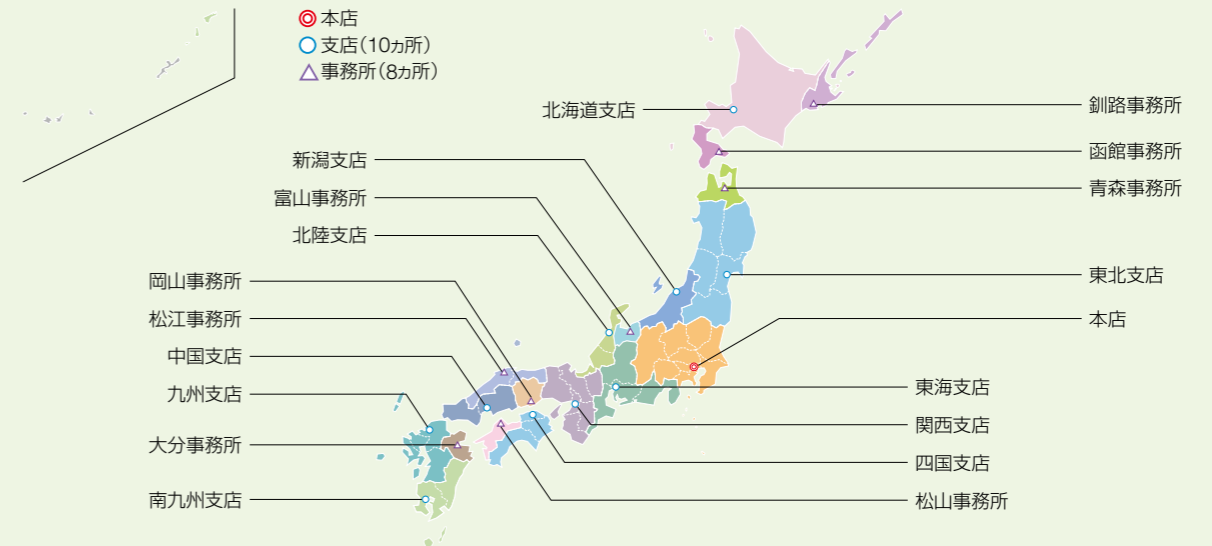 本店
支店(10ヵ所)
事務所(8ヵ所)
北海道支店
新潟支店
富山事務所
北陸支店
岡山事務所
松江事務所
中国支店
九州支店
大分事務所
南九州支店
釧路事務所
函館事務所
青森事務所
東北支店
本店
東海支店
関西支店
四国支店
松山事務所